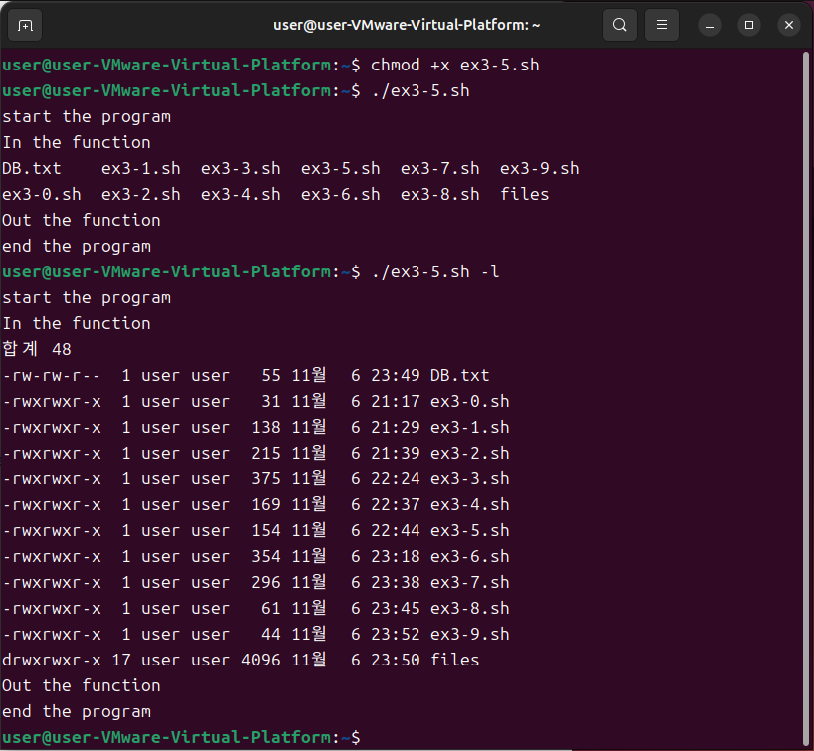 user@user-VMware-Virtual-Platform: ~
user@user-VMware-Virtual-Platform:~$ chmod +x ex3-5.sh
user@user-VMware-Virtual-Platform:~$ ./ex3-5.sh
start the program
In the function
DB.txt    ex3-1.sh  ex3-3.sh  ex3-5.sh  ex3-7.sh  ex3-9.sh
ex3-0.sh  ex3-2.sh  ex3-4.sh  ex3-6.sh  ex3-8.sh  files
Out the function
end the program
user@user-VMware-Virtual-Platform:~$ ./ex3-5.sh -l
start the program
In the function
합계 48
-rw-rw-r--  1 user user   55 11월  6 23:49 DB.txt
-rwxrwxr-x  1 user user   31 11월  6 21:17 ex3-0.sh
-rwxrwxr-x  1 user user  138 11월  6 21:29 ex3-1.sh
-rwxrwxr-x  1 user user  215 11월  6 21:39 ex3-2.sh
-rwxrwxr-x  1 user user  375 11월  6 22:24 ex3-3.sh
-rwxrwxr-x  1 user user  169 11월  6 22:37 ex3-4.sh
-rwxrwxr-x  1 user user  154 11월  6 22:44 ex3-5.sh
-rwxrwxr-x  1 user user  354 11월  6 23:18 ex3-6.sh
-rwxrwxr-x  1 user user  296 11월  6 23:38 ex3-7.sh
-rwxrwxr-x  1 user user   61 11월  6 23:45 ex3-8.sh
-rwxrwxr-x  1 user user   44 11월  6 23:52 ex3-9.sh
drwxrwxr-x 17 user user 4096 11월  6 23:50 files
Out the function
end the program
user@user-VMware-Virtual-Platform:~$